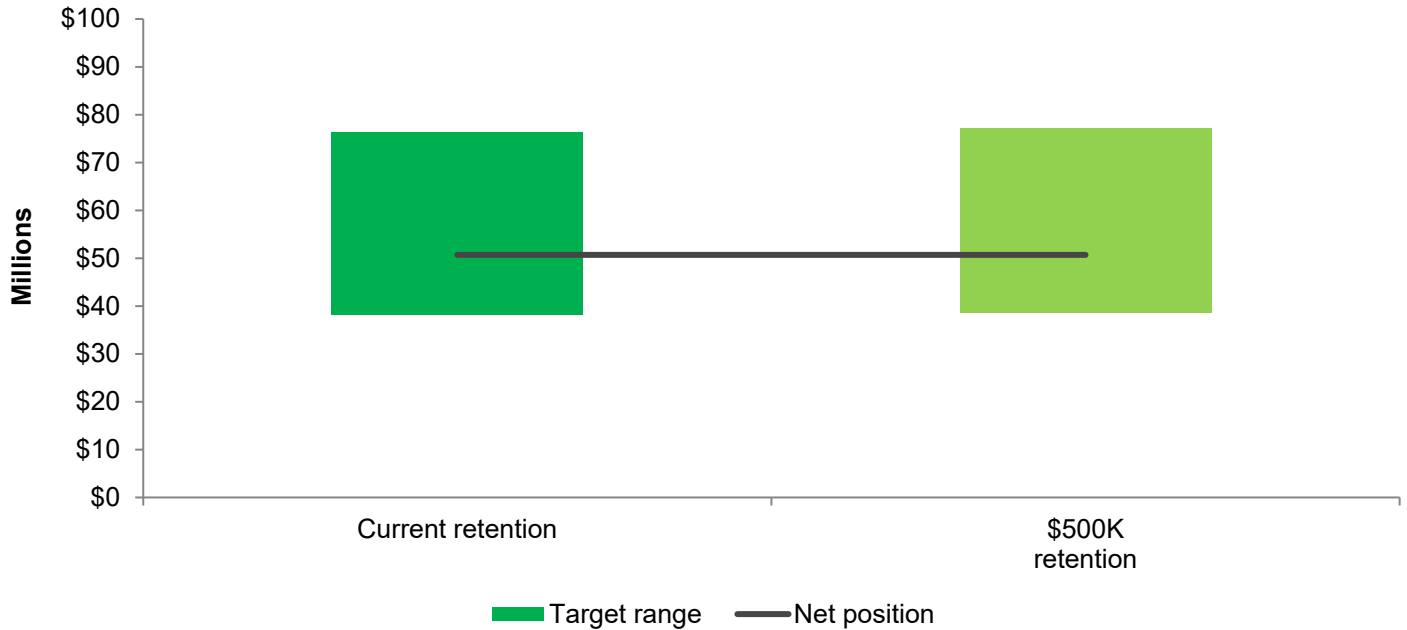 $100
$90
$80
$70
$60
$50
$40
$30
$20
$10
$0
Millions
Current retention
$500K
retention
Target range
Net position